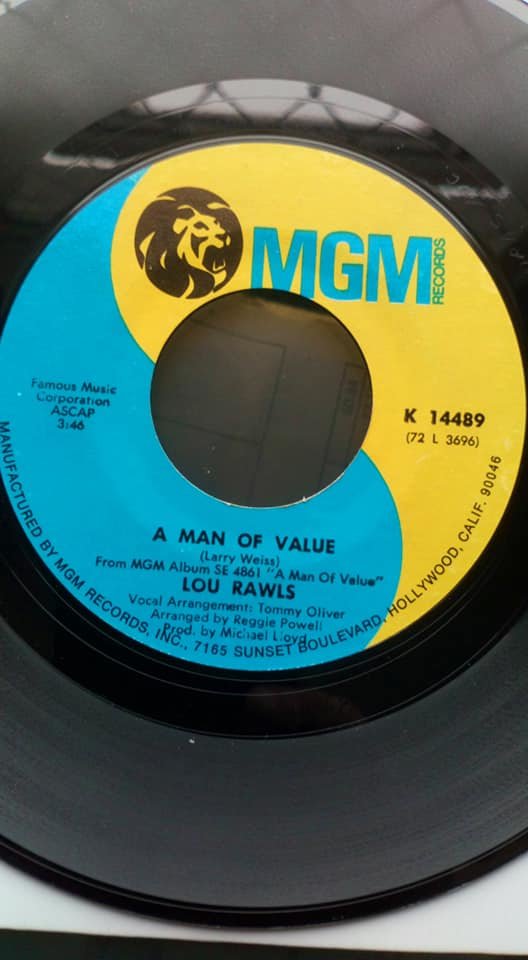 MGM
RECORDS
Famous Music
Corporation
ASCAP
3:46
K 14489
(72 L 3696)
A MAN OF VALUE
(Larry Weiss)
From MGM Album SE 4861 "A Man Of Value"
LOU RAWLS
Vocal Arrangement: Tommy Oliver
Arranged by Reggie Powell
Prod. by Michael Lloyd
MANUFACTURED BY MGM RECORDS, INC., 7165 SUNSET BOULEVARD, HOLLYWOOD, CALIF. 90046